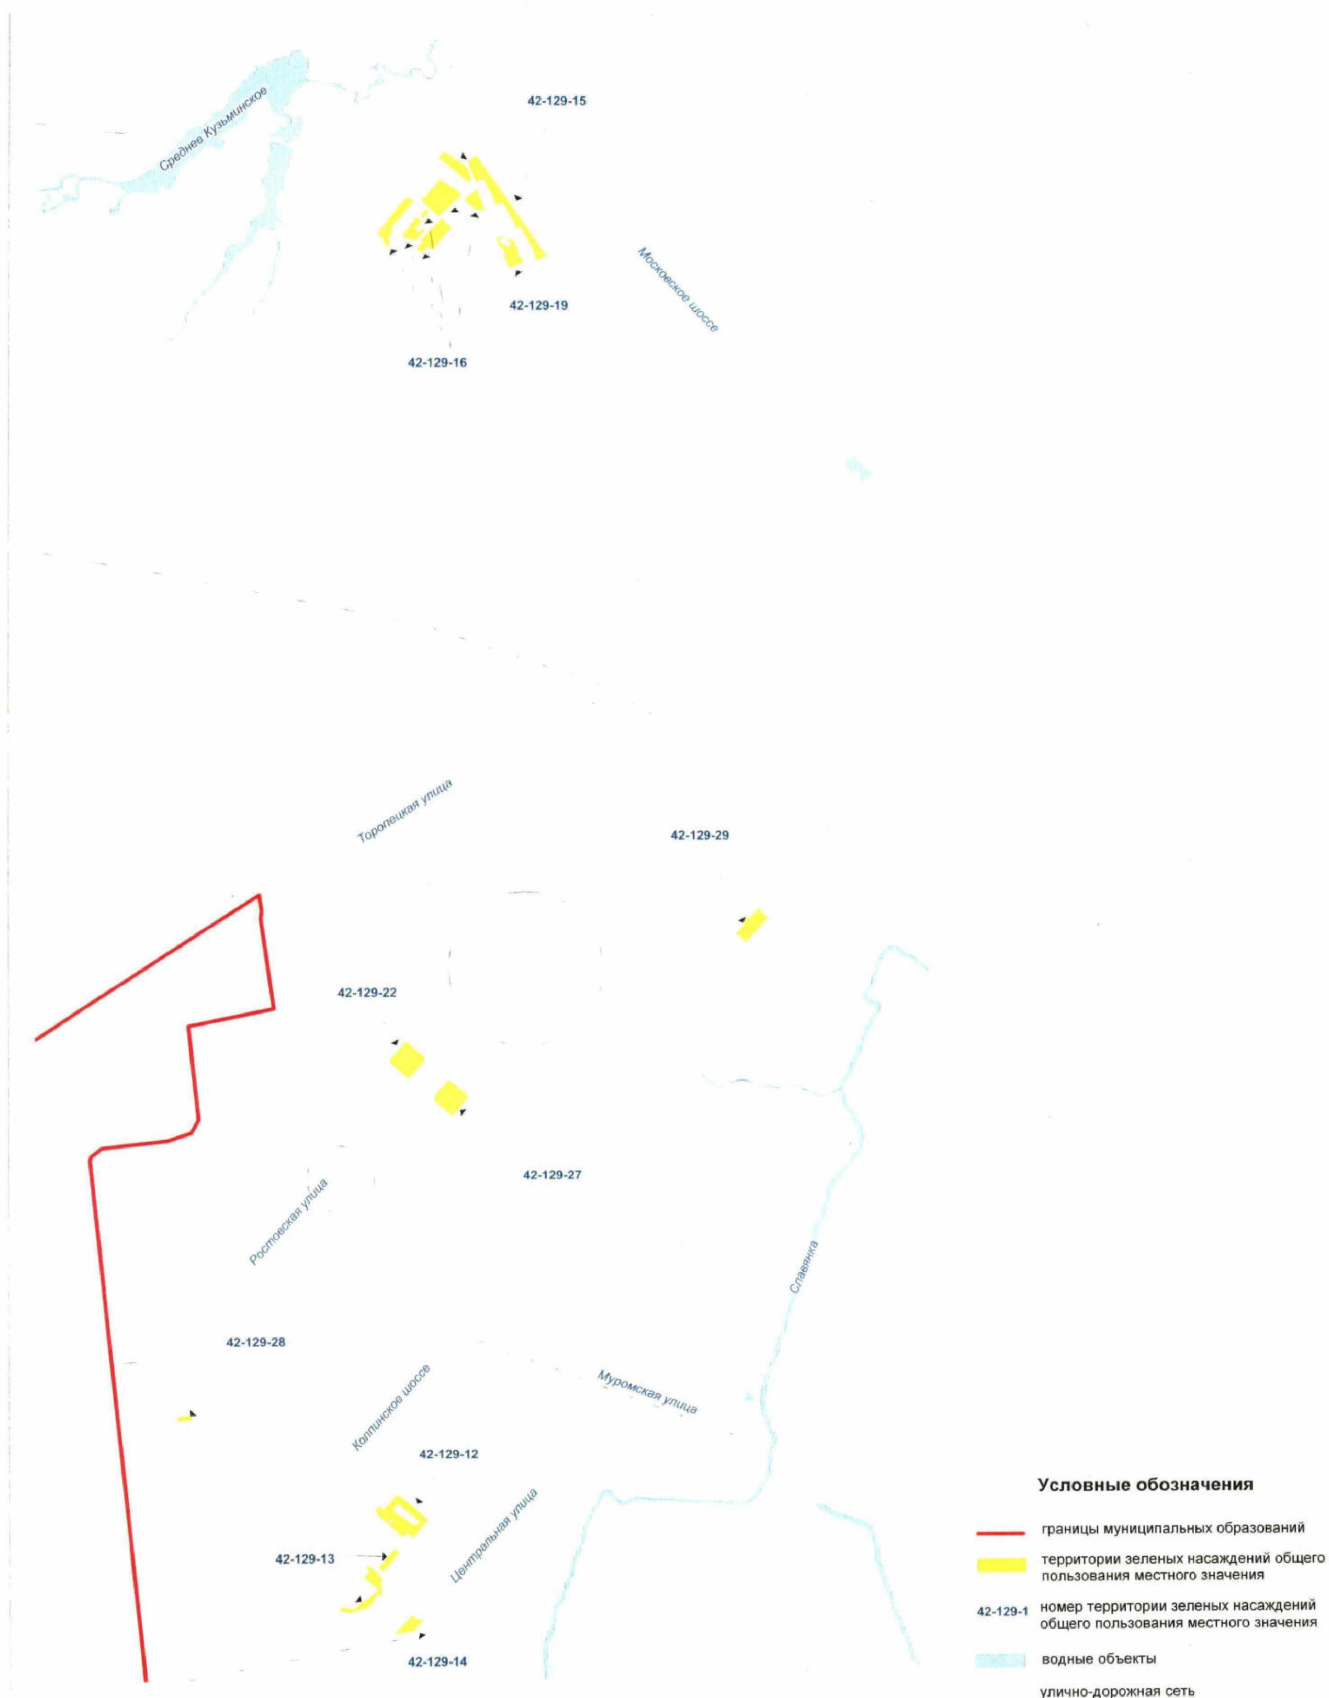 42-129-15
Среднее Кузьминское
Московское шоссе
42-129-19
42-129-16
Торопецкая улица
42-129-29
42-129-22
42-129-27
Ростовская улица
Славянка
42-129-28
Колпинское шоссе
Муромская улица
42-129-12
Центральная улица
42-129-13
42-129-14
Условные обозначения
границы муниципальных образований
территории зеленых насаждений общего
пользования местного значения
42-129-1
номер территории зеленых насаждений
общего пользования местного значения
водные объекты
улично-дорожная сеть